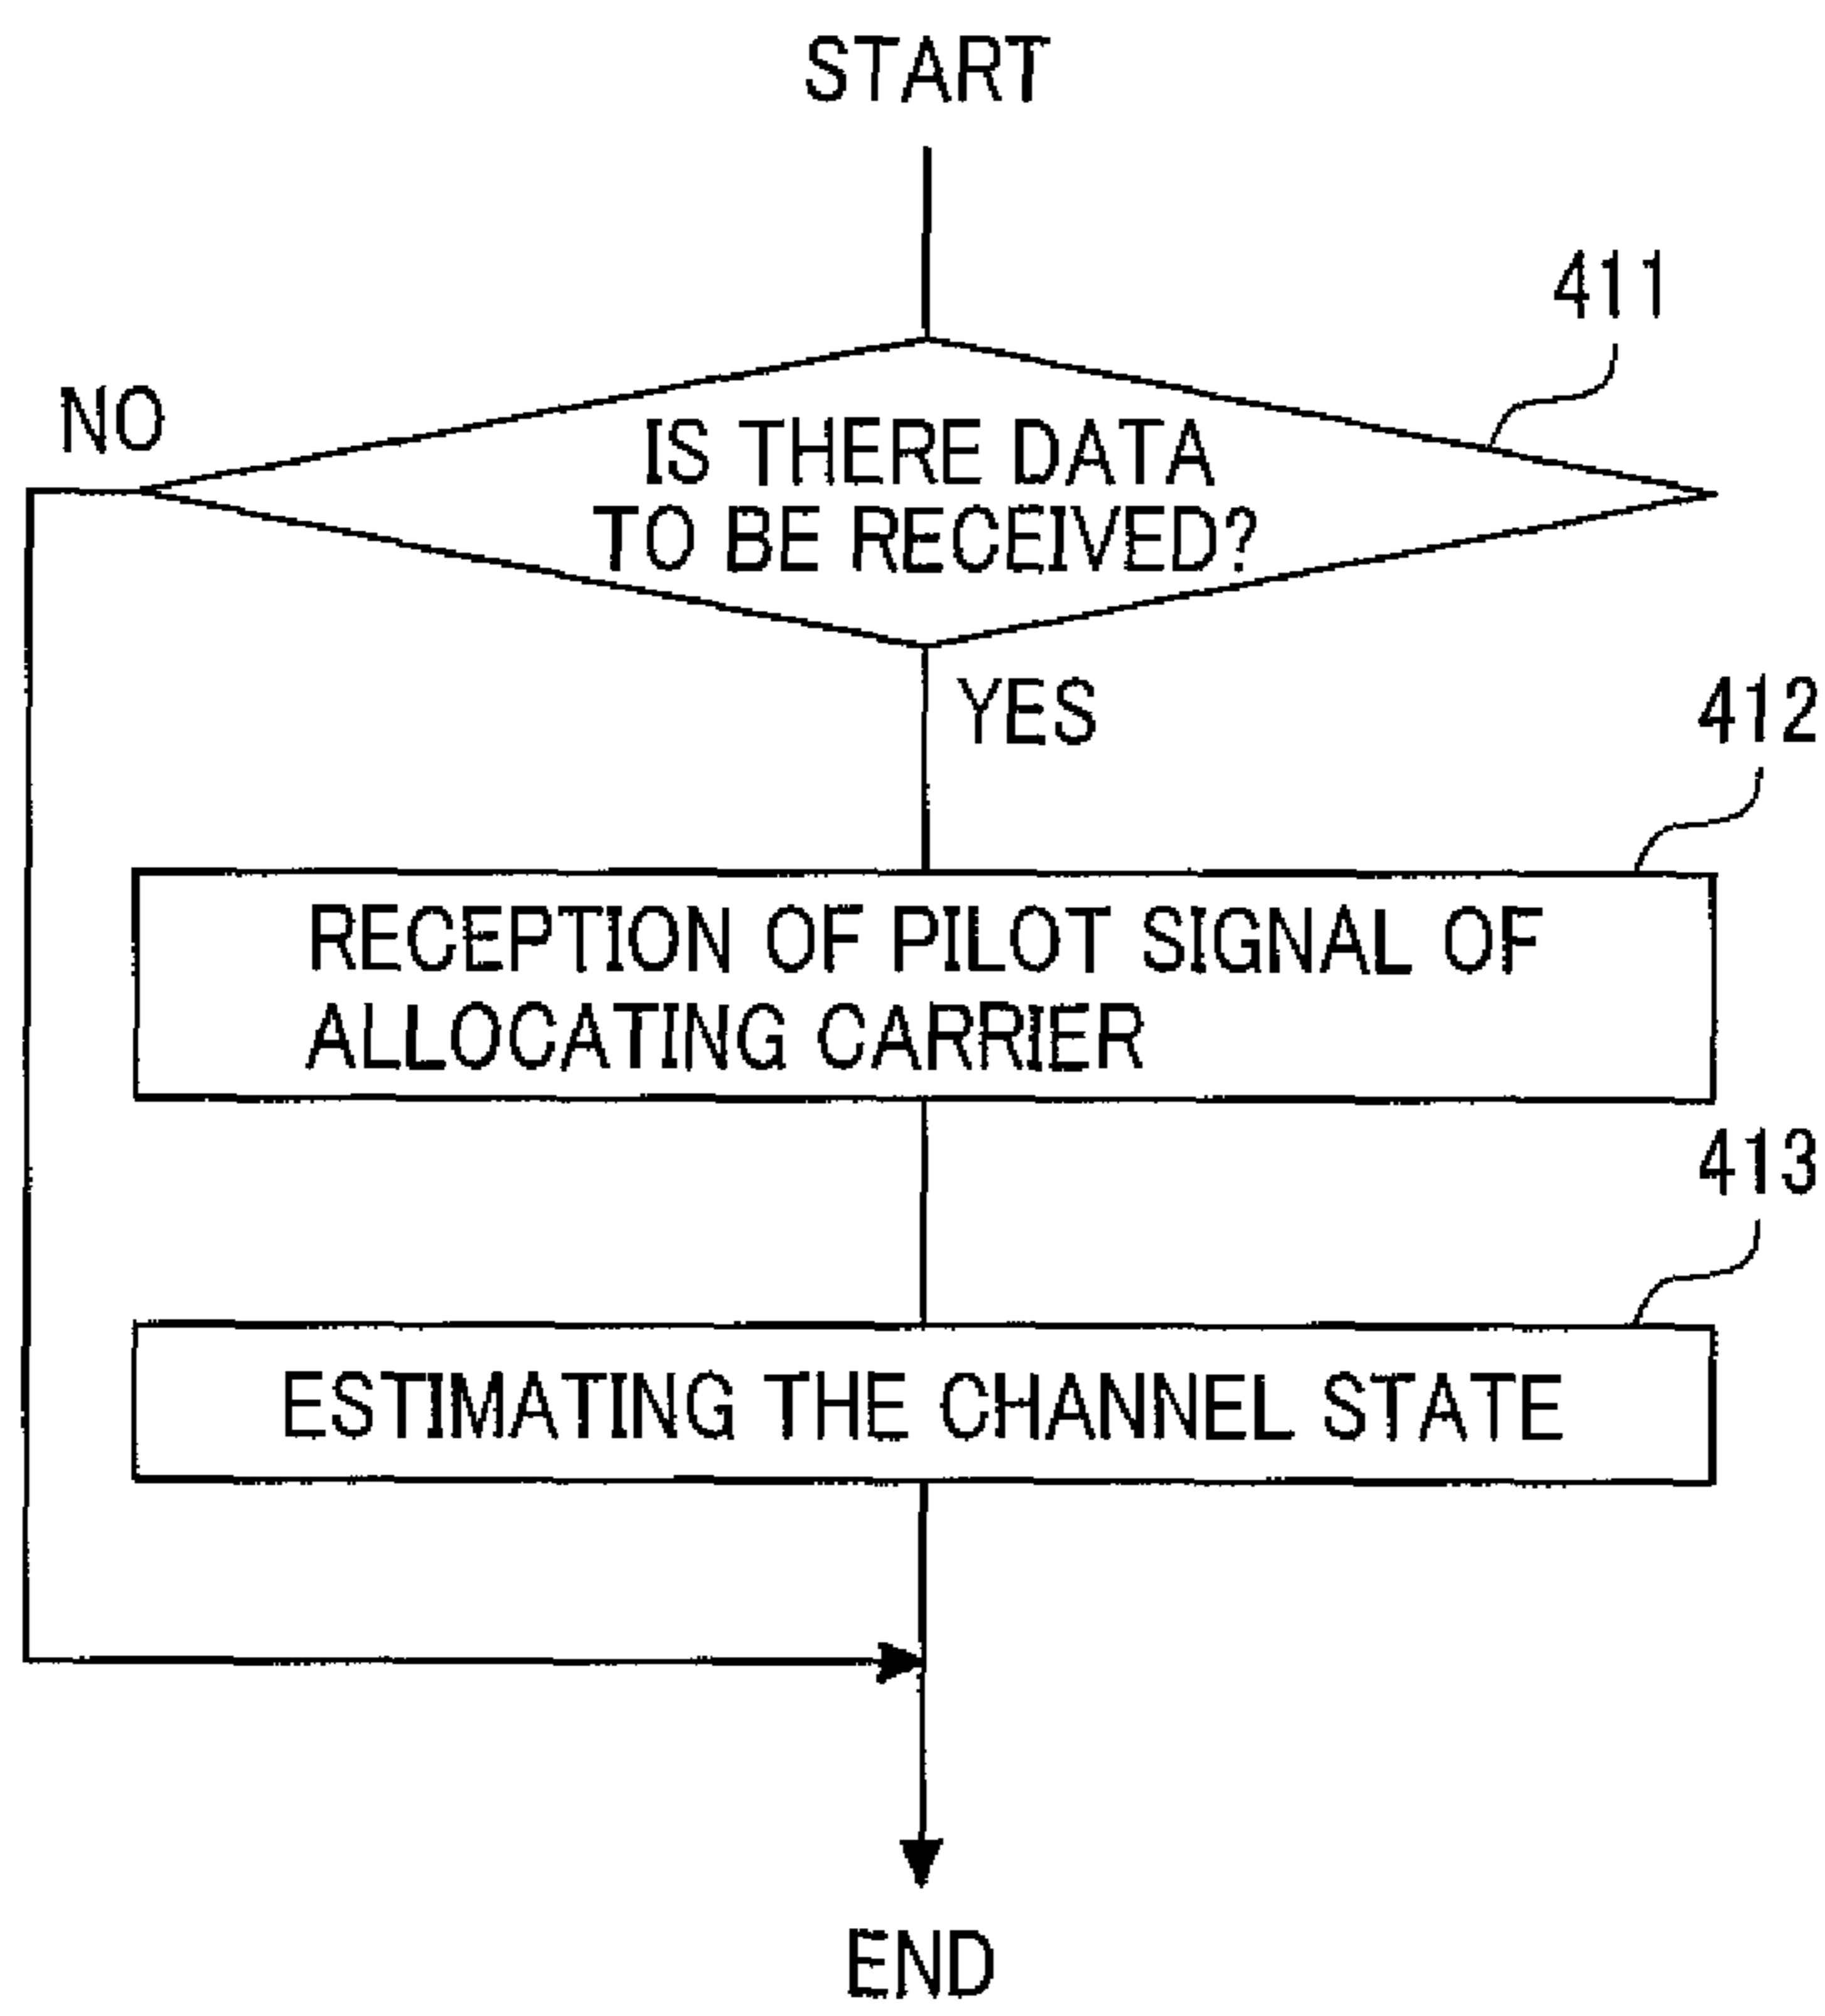 START
411
NO
IS THERE DATA
TO BE RECEIVED?
YES
412
RECEPTION OF PILOT SIGNAL OF
ALLOCATING CARRIER
413
ESTIMATING THE CHANNEL STATE
END